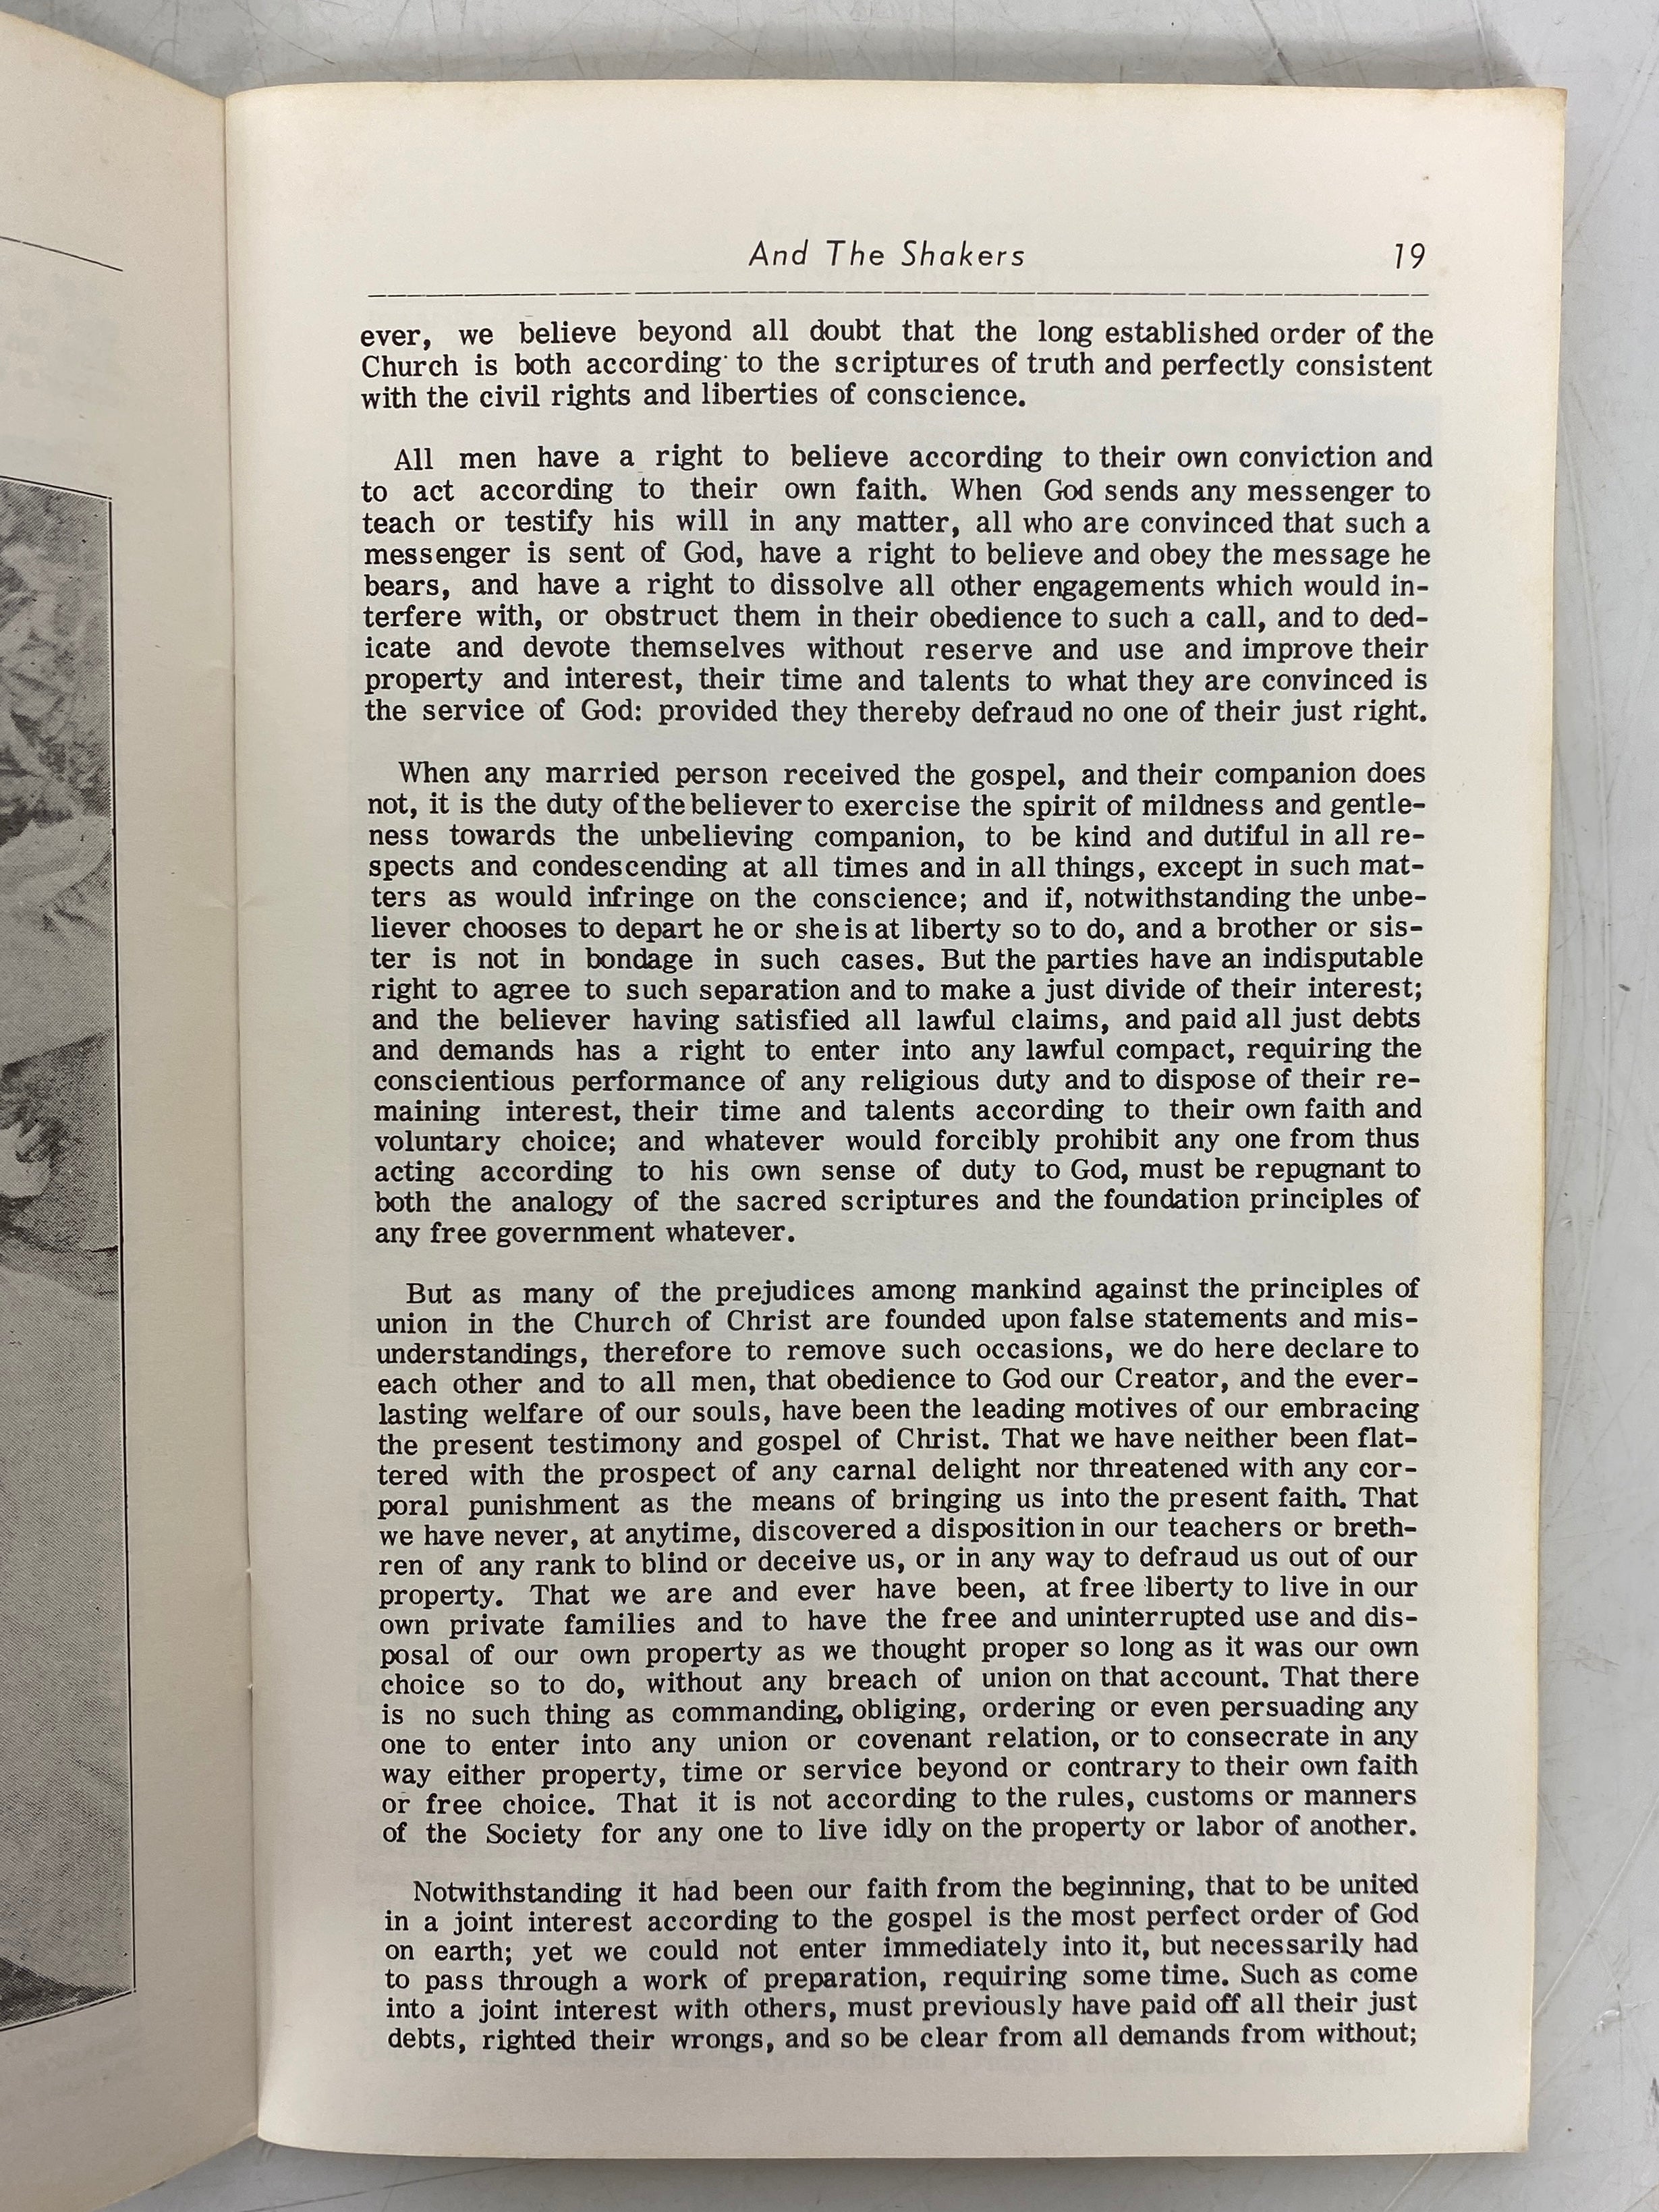 And The Shakers 19
ever, we believe beyond all doubt that the long established order of the
Church is both according to the scriptures of truth and perfectly consistent
with the civil rights and liberties of conscience.
All men have a right to believe according to their own conviction and
to act according to their own faith. When God sends any messenger to
teach or testify his will in any matter, all who are convinced that such a
messenger is sent of God, have a right to believe and obey the message he
bears, and have a right to dissolve all other engagements which would in-
terfere with, or obstruct them in their obedience to such a call, and to ded-
icate and devote themselves without reserve and use and improve their
property and interest, their time and talents to what they are convinced is
the service of God: provided they thereby defraud no one of their just right.
When any married person received the gospel, and their companion does
not, it is the duty of the believer to exercise the spirit of mildness and gentle-
ness towards the unbelieving companion, to be kind and dutiful in all re-
spects and condescending at all times and in all things, except in such mat-
ters as would infringe on the conscience; and if, notwithstanding the unbe-
liever chooses to depart he or she is at liberty so to do, and a brother or sis-
ter is not in bondage in such cases. But the parties have an indisputable
right to agree to such separation and to make a just divide of their interest;
and the believer having satisfied all lawful claims, and paid all just debts
and demands has a right to enter into any lawful compact, requiring the
conscientious performance of any religious duty and to dispose of their re-
maining interest, their time and talents according to their own faith and
voluntary choice; and whatever would forcibly prohibit any one from thus
acting according to his own sense of duty to God, must be repugnant to
both the analogy of the sacred scriptures and the foundation principles of
any free government whatever.
But as many of the prejudices among mankind against the principles of
union in the Church of Christ are founded upon false statements and mis-
understandings, therefore to remove such occasions, we do here declare to
each other and to all men, that obedience to God our Creator, and the ever-
lasting welfare of our souls, have been the leading motives of our embracing
the present testimony and gospel of Christ. That we have neither been flat-
tered with the prospect of any carnal delight nor threatened with any cor-
poral punishment as the means of bringing us into the present faith. That
we have never, at anytime, discovered a disposition in our teachers or breth-
ren of any rank to blind or deceive us, or in any way to defraud us out of our
property. That we are and ever have been, at free liberty to live in our
own private families and to have the free and uninterrupted use and dis-
posal of our own property as we thought proper so long as it was our own
choice so to do, without any breach of union on that account. That there
is no such thing as commanding, obliging, ordering or even persuading any
one to enter into any union or covenant relation, or to consecrate in any
way either property, time or service beyond or contrary to their own faith
or free choice. That it is not according to the rules, customs or manners
of the Society for any one to live idly on the property or labor of another.
Notwithstanding it had been our faith from the beginning, that to be united
in a joint interest according to the gospel is the most perfect order of God
on earth; yet we could not enter immediately into it, but necessarily had
to pass through a work of preparation, requiring some time. Such as come
into a joint interest with others, must previously have paid off all their just
debts, righted their wrongs, and so be clear from all demands from without;